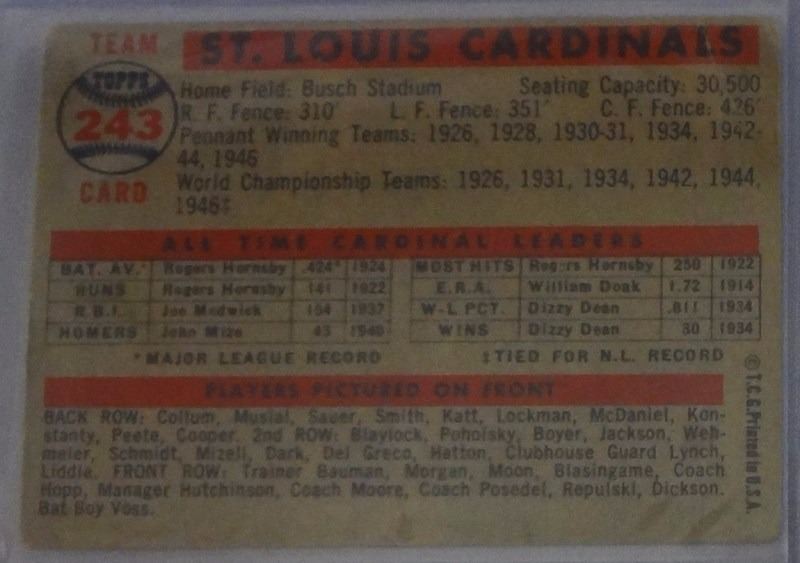 TEAM
TOPPS
243
CARD
ST. LOUIS CARDINALS
Home Field: Busch Stadium Seating Capacity: 30,500
R. F. Fence: 310' L. F. Fence: 351' C. F. Fence: 426'
Pennant Winning Teams: 1926, 1928, 1930-31, 1934, 1942-
44, 1946
World Championship Teams: 1926, 1931, 1934, 1942, 1944,
1946‡
ALL TIME CARDINAL LEADERS
BAT. AV.* Rogers Hornsby .424* 1924 MOST HITS Rogers Hornsby 250 1922
RUNS Rogers Hornsby 141 1922 E.R.A. William Doak 1.72 1914
R.B.I. Joe Medwick 154 1937 W-L PCT. Dizzy Dean .811 1934
HOMERS John Mize 43 1940 WINS Dizzy Dean 30 1934
*MAJOR LEAGUE RECORD ‡TIED FOR N.L. RECORD
PLAYERS PICTURED ON FRONT
BACK ROW: Collum, Musial, Sauer, Smith, Katt, Lockman, McDaniel, Kon-
stanty, Peete, Cooper. 2nd ROW: Blaylock, Poholsky, Boyer, Jackson, Weh-
meier, Schmidt, Mizell, Dark, Del Greco, Hatton, Clubhouse Guard Lynch,
Liddle. FRONT ROW: Trainer Bauman, Morgan, Moon, Blasingame, Coach
Hopp, Manager Hutchinson, Coach Moore, Coach Posedel, Repulski, Dickson.
Bat Boy Voss.
© T.C.G. Printed in U.S.A.